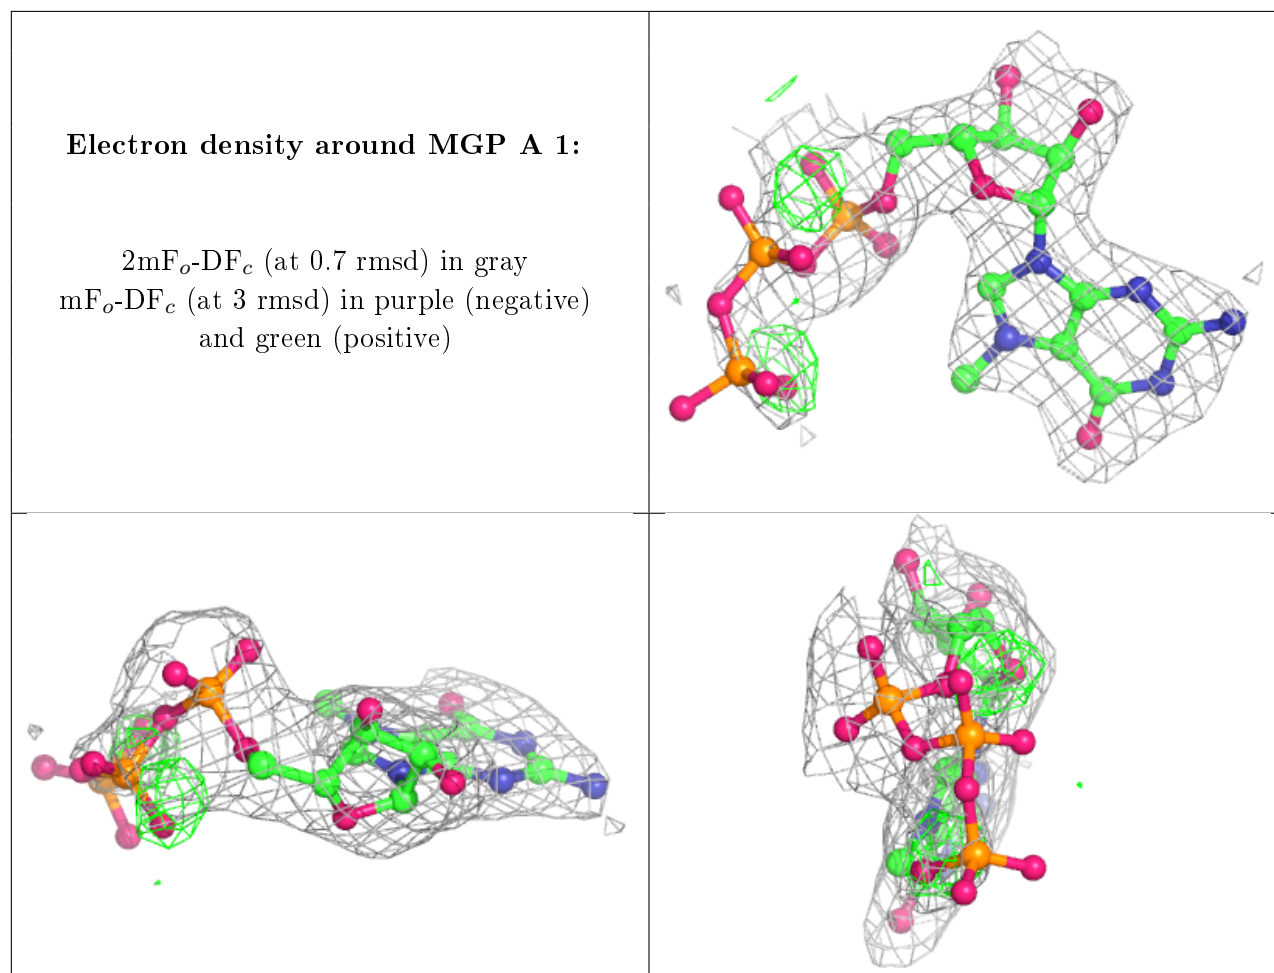 Electron density around MGP A 1:
2mFo-DFc (at 0.7 rmsd) in gray
mFo-DFc (at 3 rmsd) in purple (negative)
and green (positive)